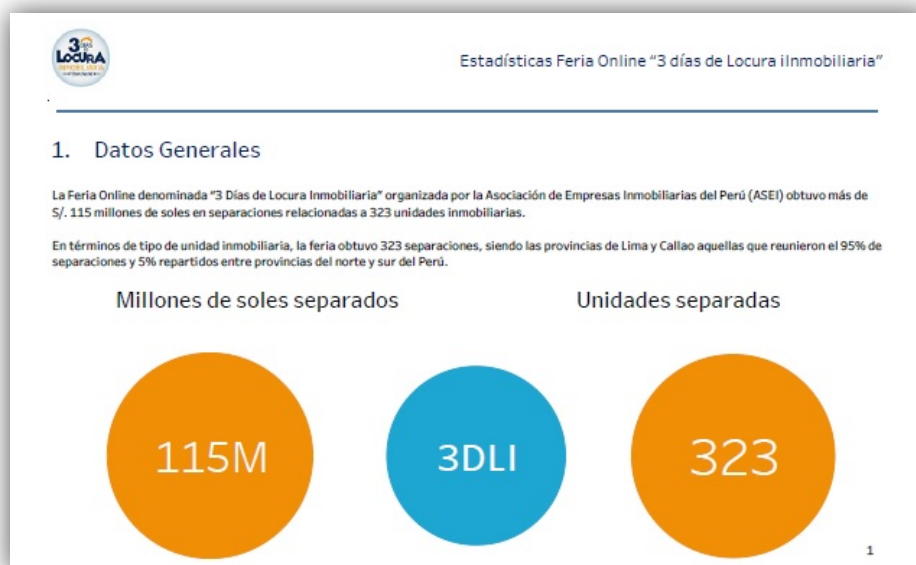 3 DÍAS DE
LOCURA
INMOBILIARIA
Estadísticas Feria Online “3 días de Locura iInmobiliaria”
.
1. Datos Generales
La Feria Online denominada “3 Días de Locura Inmobiliaria” organizada por la Asociación de Empresas Inmobiliarias del Perú (ASEI) obtuvo más de
S/. 115 millones de soles en separaciones relacionadas a 323 unidades inmobiliarias.
En términos de tipo de unidad inmobiliaria, la feria obtuvo 323 separaciones, siendo las provincias de Lima y Callao aquellas que reunieron el 95% de
separaciones y 5% repartidos entre provincias del norte y sur del Perú.
Millones de soles separados Unidades separadas
115M 3DLI 323
1